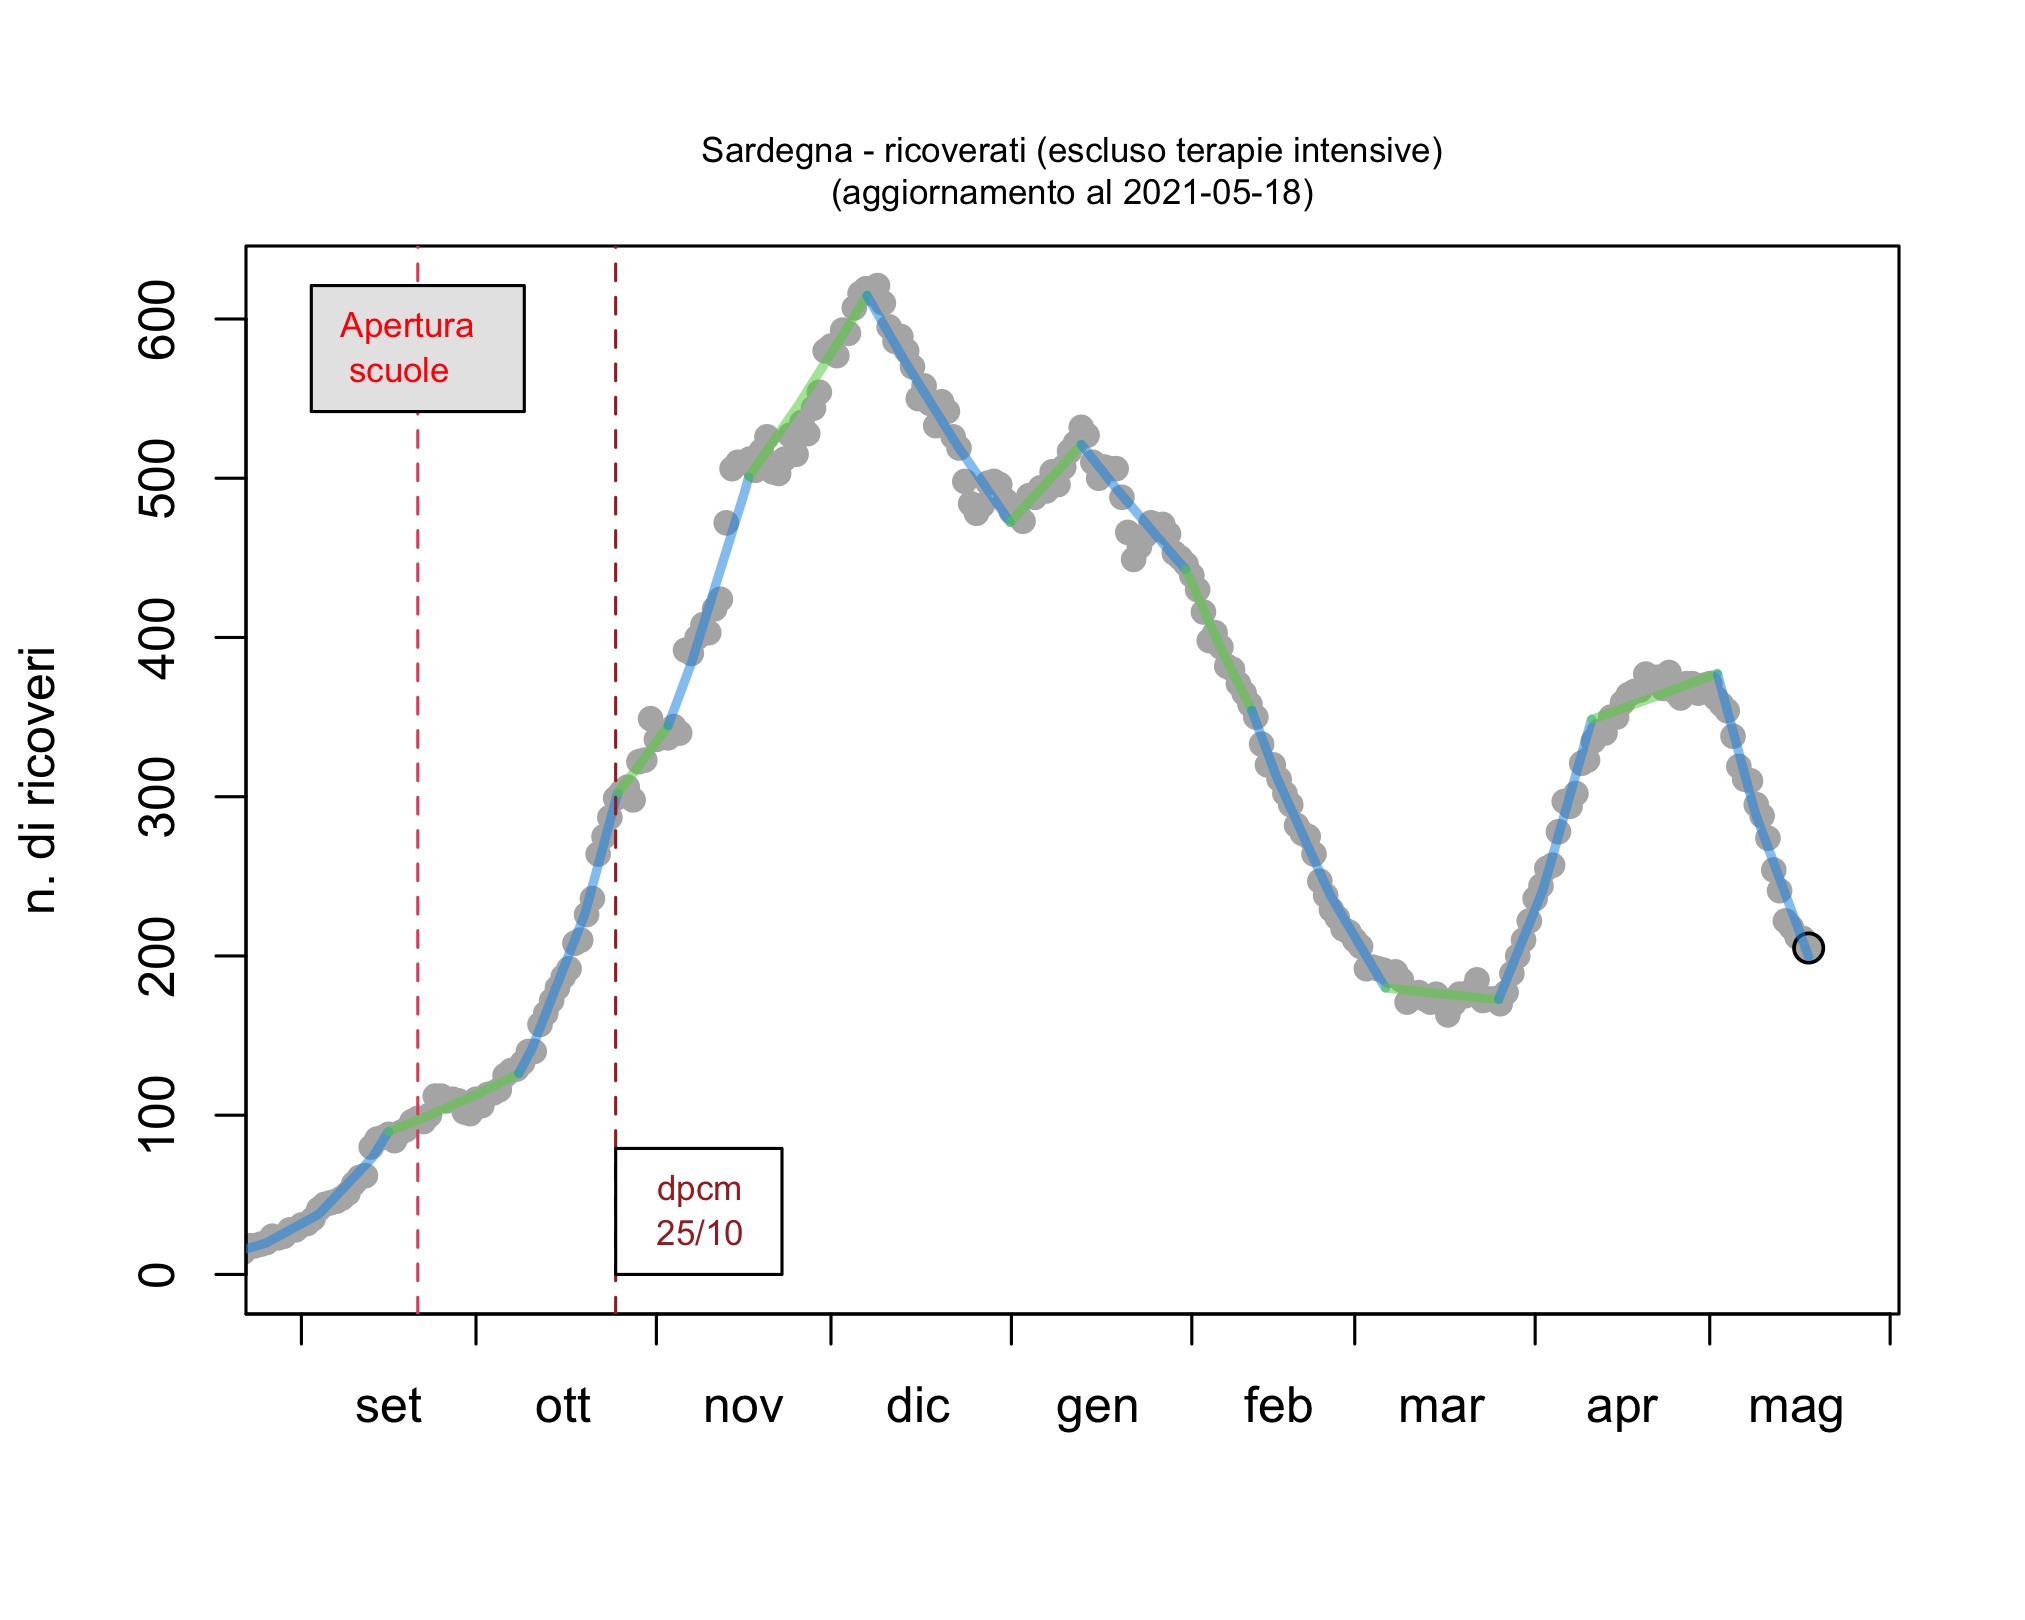 Sardegna - ricoverati (escluso terapie intensive)
(aggiornamento al 2021-05-18)
n. di ricoveri
600
500
400
300
200
100
0
Apertura
scuole
dpcm
25/10
set ott nov dic gen feb mar apr mag